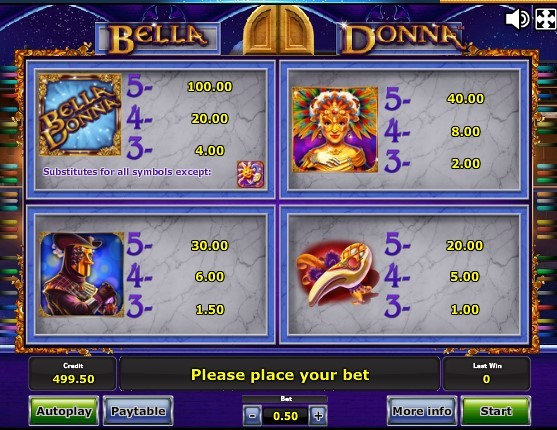 BELLA DONNA
BELLA
DONNA
5- 100.00
4- 20.00
3- 4.00
Substitutes for all symbols except:
5- 40.00
4- 8.00
3- 2.00
5- 30.00
4- 6.00
3- 1.50
5- 20.00
4- 5.00
3- 1.00
Credit
499.50
Please place your bet
Last Win
0
Autoplay
Paytable
Bet
- 0.50 +
More info
Start